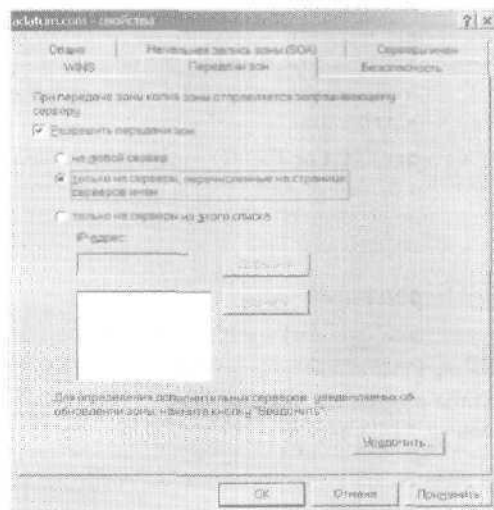 adatum.com - свойства
Общие
Начальная запись зоны (SOA)
Серверы имен
WINS
Передачи зон
Безопасность
При передаче зоны копия зоны отправляется запрашивающему
серверу.
Разрешить передачи зон:
на любой сервер
только на серверы, перечисленные на странице
серверов имен
только на серверы из этого списка
IP-адрес:
Для определения дополнительных серверов, уведомляемых об
обновлении зоны, нажмите кнопку "Уведомить".
Уведомить...
OK
Отмена
Применить